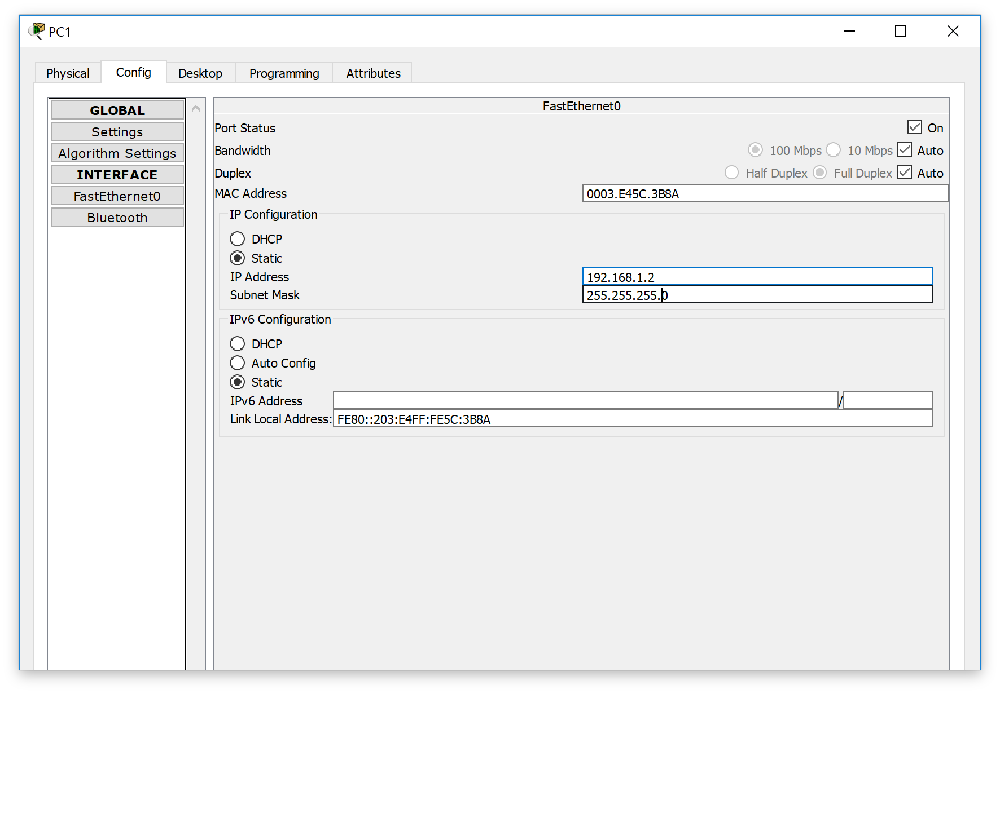 PC1
Physical Config Desktop Programming Attributes
GLOBAL
Settings
Algorithm Settings
INTERFACE
FastEthernet0
Bluetooth
FastEthernet0
Port Status On
Bandwidth 100 Mbps 10 Mbps Auto
Duplex Half Duplex Full Duplex Auto
MAC Address 0003.E45C.3B8A
IP Configuration
DHCP
Static
IP Address 192.168.1.2
Subnet Mask 255.255.255.0
IPv6 Configuration
DHCP
Auto Config
Static
IPv6 Address /
Link Local Address: FE80::203:E4FF:FE5C:3B8A